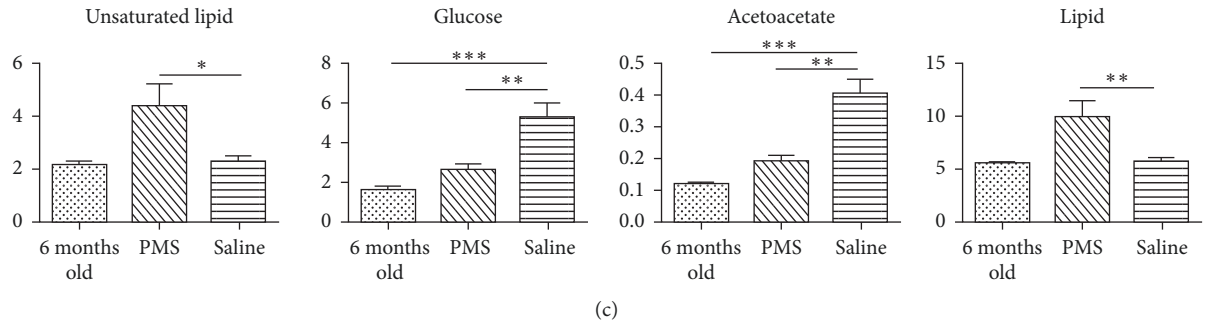 Unsaturated lipid
6
4
2
0
*
6 months old
PMS
Saline
Glucose
8
6
4
2
0
***
**
6 months old
PMS
Saline
Acetoacetate
0.5
0.4
0.3
0.2
0.1
0.0
***
**
6 months old
PMS
Saline
Lipid
15
10
5
0
**
6 months old
PMS
Saline
(c)